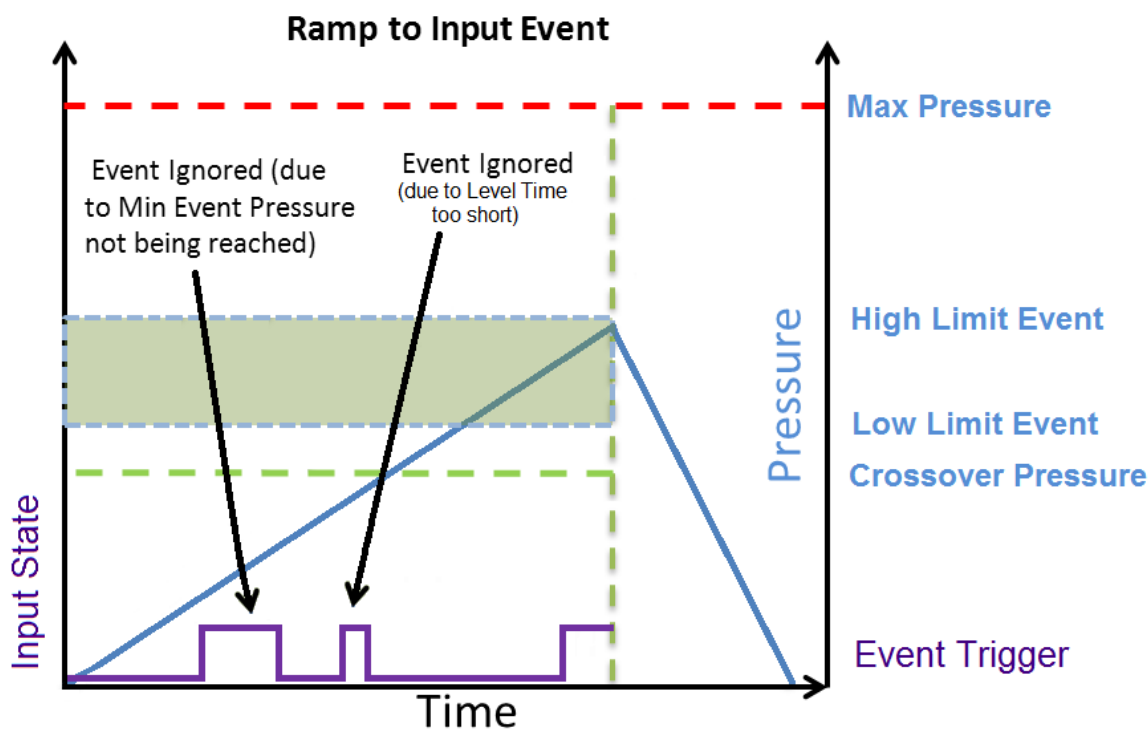 Ramp to Input Event
Max Pressure
Event Ignored (due
to Min Event Pressure
not being reached)
Event Ignored
(due to Level Time
too short)
High Limit Event
Low Limit Event
Crossover Pressure
Pressure
Input State
Event Trigger
Time